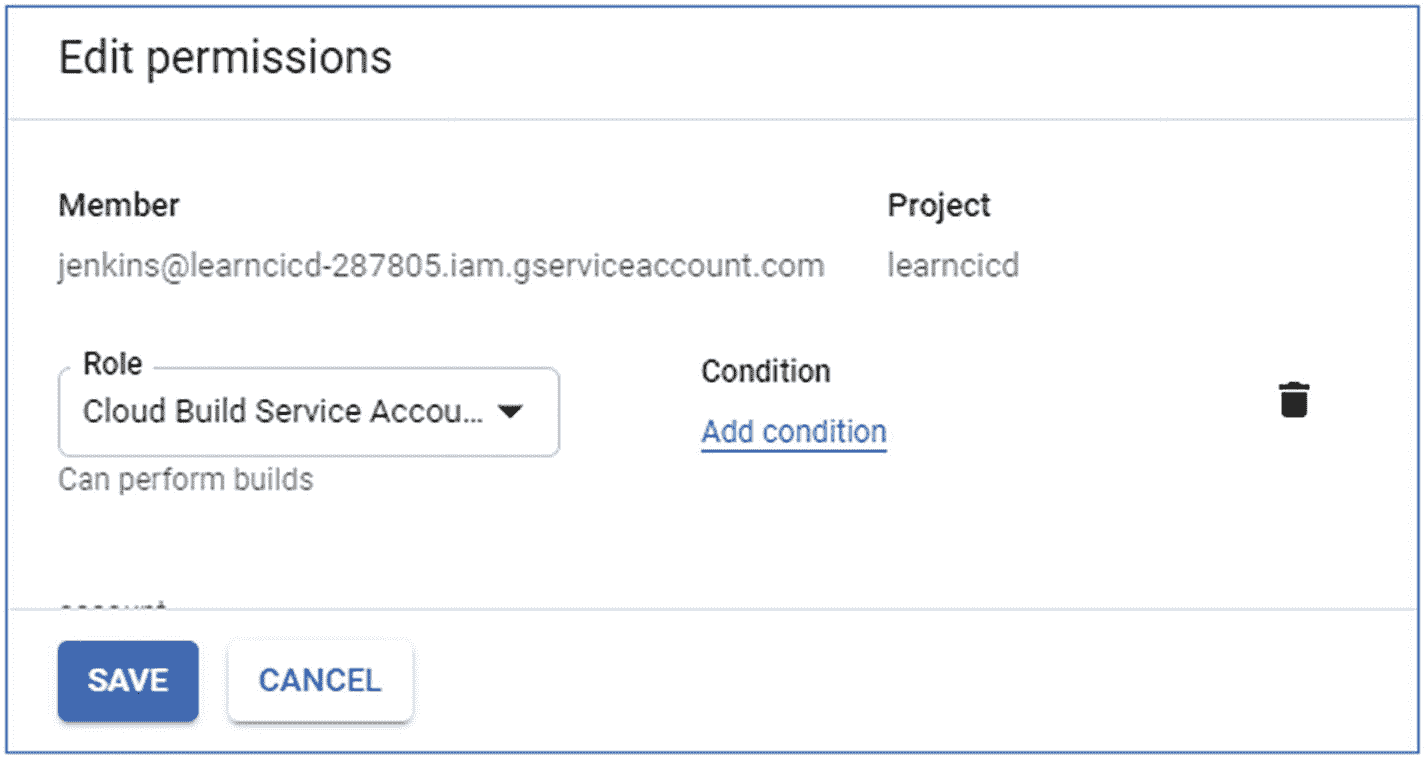 Edit permissions
Member Project
jenkins@learncicd-287805.iam.gserviceaccount.com learncicd
Role
Condition
Cloud Build Service Accou...
Add condition
Can perform builds
SAVE CANCEL